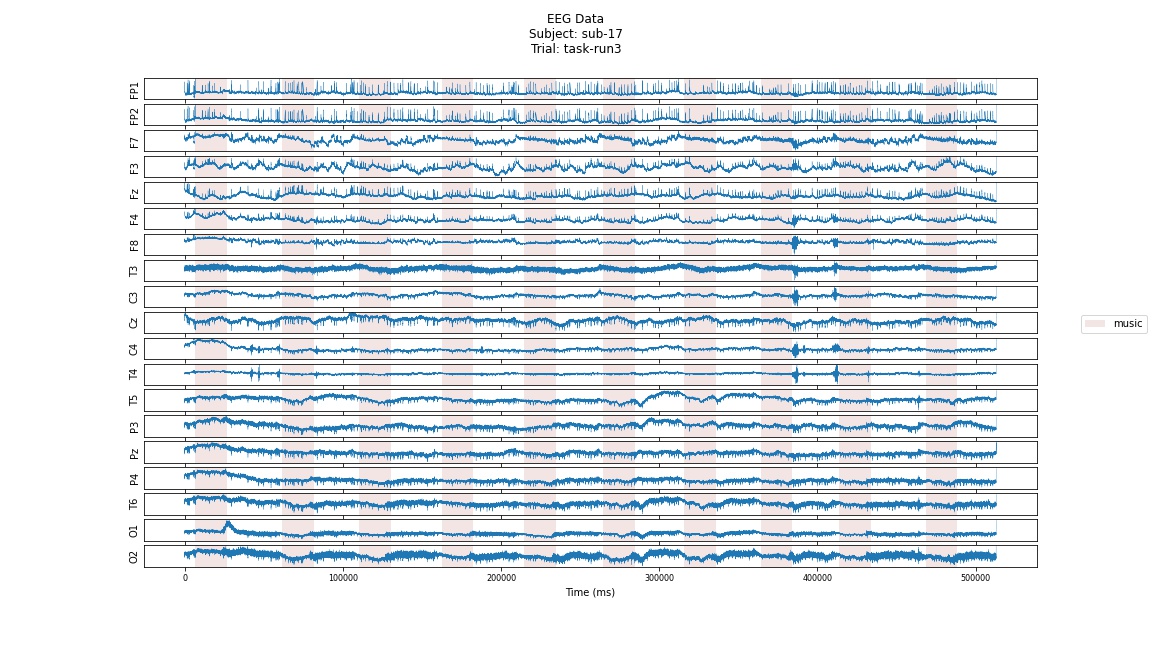 EEG Data
Subject: sub-17
Trial: task-run3
FP1
FP2
F7
F3
Fz
F4
F8
T3
C3
Cz
C4
T4
T5
P3
Pz
P4
T6
O1
O2
music
0 100000 200000 300000 400000 500000
Time (ms)